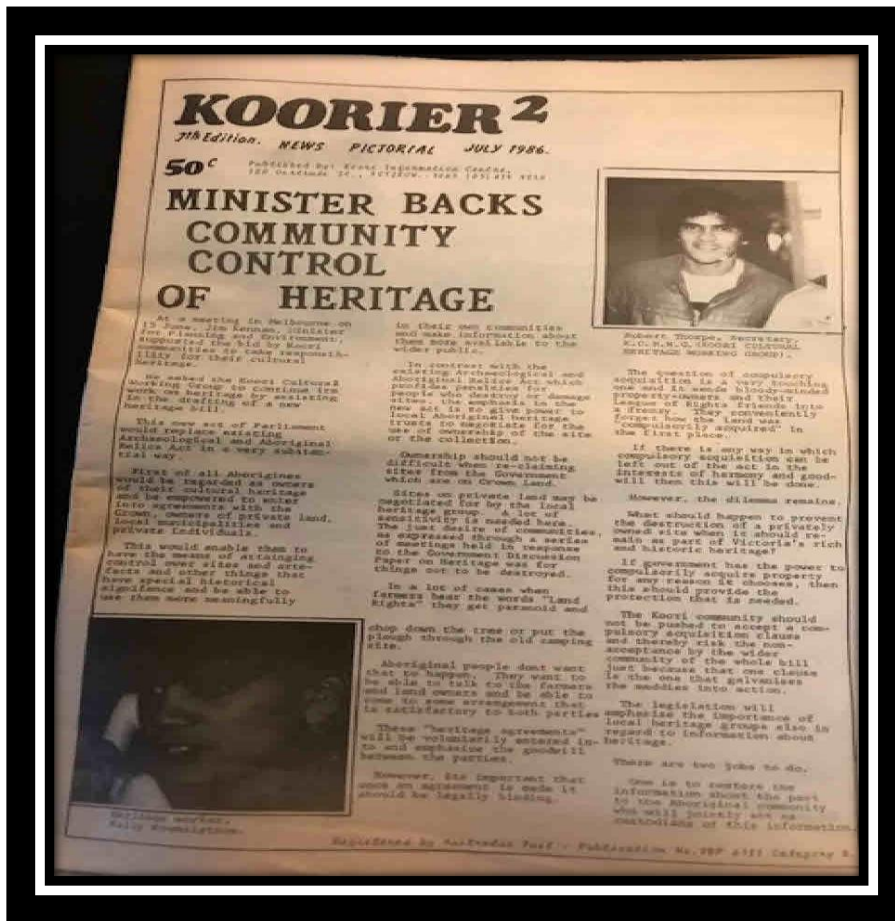 KOORIER 2
7th Edition. NEWS PICTORIAL JULY 1986.
50c Published by: Koori Information Centre,
MINISTER BACKS
COMMUNITY
CONTROL
OF HERITAGE
At a meeting in Melbourne on
13 June, Jim Kennan, Minister
for Planning and Environment,
supported the bid by Koori
communities to take responsib-
ility for their cultural
heritage.
He asked the Koori Cultural
Working Group to continue its
work on heritage by assisting
in the drafting of a new
heritage bill.
This new act of Parliament
would replace existing
Archaeological and Aboriginal
Relics Act in a very substan-
tial way.
First of all Aborigines
would be regarded as owners
of their cultural heritage
and be empowered to enter
into agreements with the
Crown, owners of private land,
local municipalities and
private individuals.
This would enable them to
have the means of attainging
control over sites and arte-
facts and other things that
have special historical
signifence and be able to
use them more meaningfully
in their own communities
and make information about
them more available to the
wider public.
In contrast with the
existing Archaeological and
Aboriginal Relics Act which
provides penalties for
people who destroy or damage
sites, the emphasis in the
new act is to give power to
local Aboriginal heritage
trusts to negotiate for the
use of ownership of the site
or the collection.
Ownership should not be
difficult when re-claiming
sites from the Government
which are on Crown Land.
Sites on private land may be
negotiated for by the local
heritage group. A lot of
sensitivity is needed here.
The just desire of communities,
as expressed through a series
of meetings held in response
to the Government Discussion
Paper on Heritage was for
things not to be destroyed.
In a lot of cases when
farmers hear the words "Land
Rights" they get paranoid and
chop down the tree or put the
plough through the old camping
site.
Aboriginal people dont want
that to happen. They want to
be able to talk to the farmers
and land owners and be able to
come to some arrangement that
is satisfactory to both parties
These "heritage agreements"
will be voluntarily entered in-
to and emphasise the goodwill
between the parties.
However, its important that
once an agreement is made it
should be legally binding.
Robert Thorpe, Secretary,
K.C.H.W.G. (KOORI CULTURAL
HERITAGE WORKING GROUP).
The question of compulsory
acquisition is a very touching
one and it sends bloody-minded
property-owners and their
League of Rights friends into
a frenzy. They conveniently
forget how the land was
"compulsorily acquired" in
the first place.
If there is any way in which
compulsory acquisition can be
left out of the act in the
interests of harmony and good-
will then this will be done.
However, the dilemma remains.
What should happen to prevent
the destruction of a privately
owned site when it should re-
main as part of Victoria's rich
and historic heritage?
If government has the power to
compulsorily acquire property
for any reason it chooses, then
this should provide the
protection that is needed.
The Koori community should
not be pushed to accept a com-
pulsory acquisition clause
and thereby risk the non-
acceptance by the wider
community of the whole bill
just because that one clause
is the one that galvanises
the baddies into action.
The legislation will
emphasise the importance of
local heritage groups also in
regard to information about
heritage.
There are two jobs to do.
One is to restore the
information about the past
to the Aboriginal community
who will jointly act as
custodians of this information.
Heritage worker,
Registered by Australia Post - Publication No. Category B.